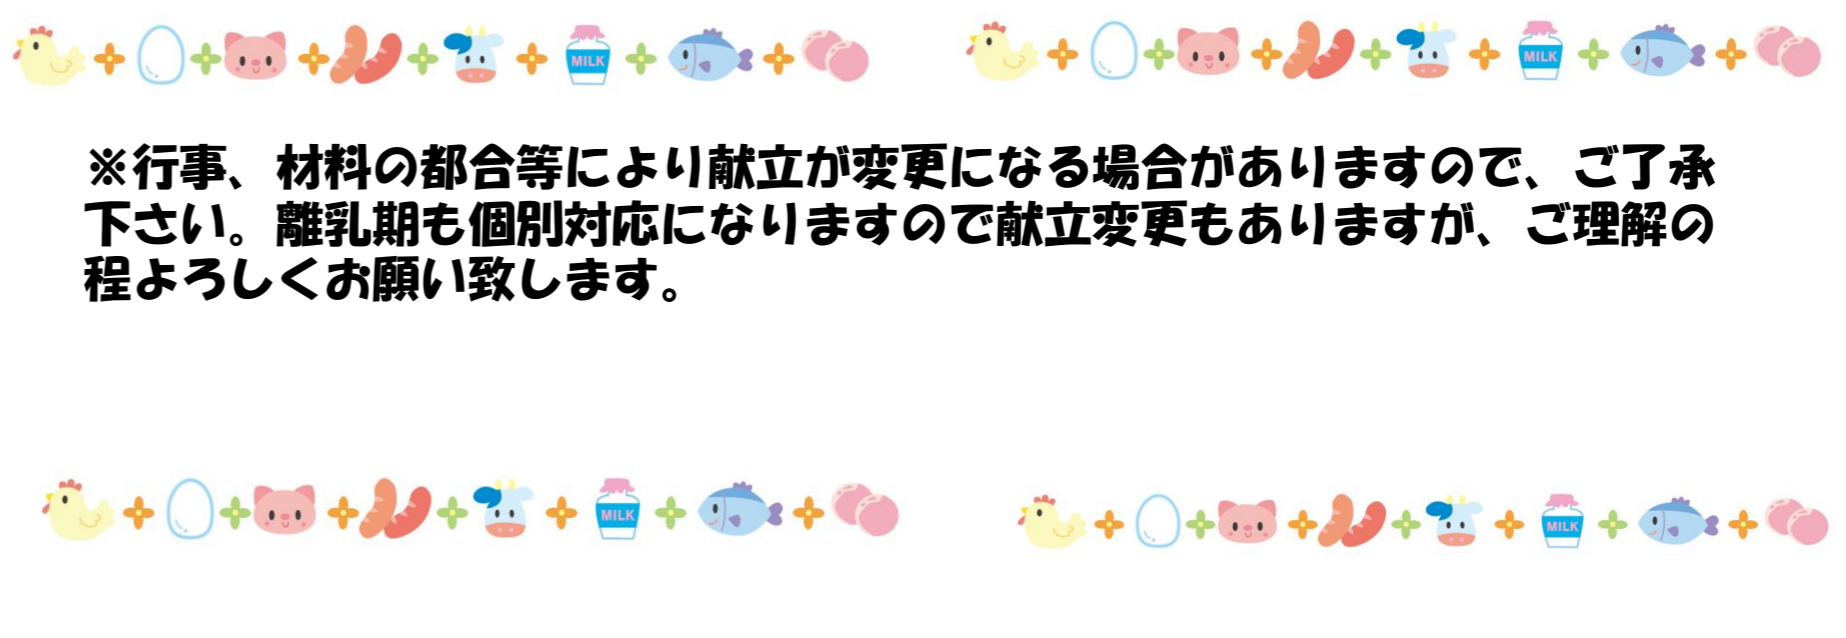 MILK MILK
※行事、材料の都合等により献立が変更になる場合がありますので、ご了承
下さい。離乳期も個別対応になりますので献立変更もありますが、ご理解の
程よろしくお願い致します。
MILK MILK